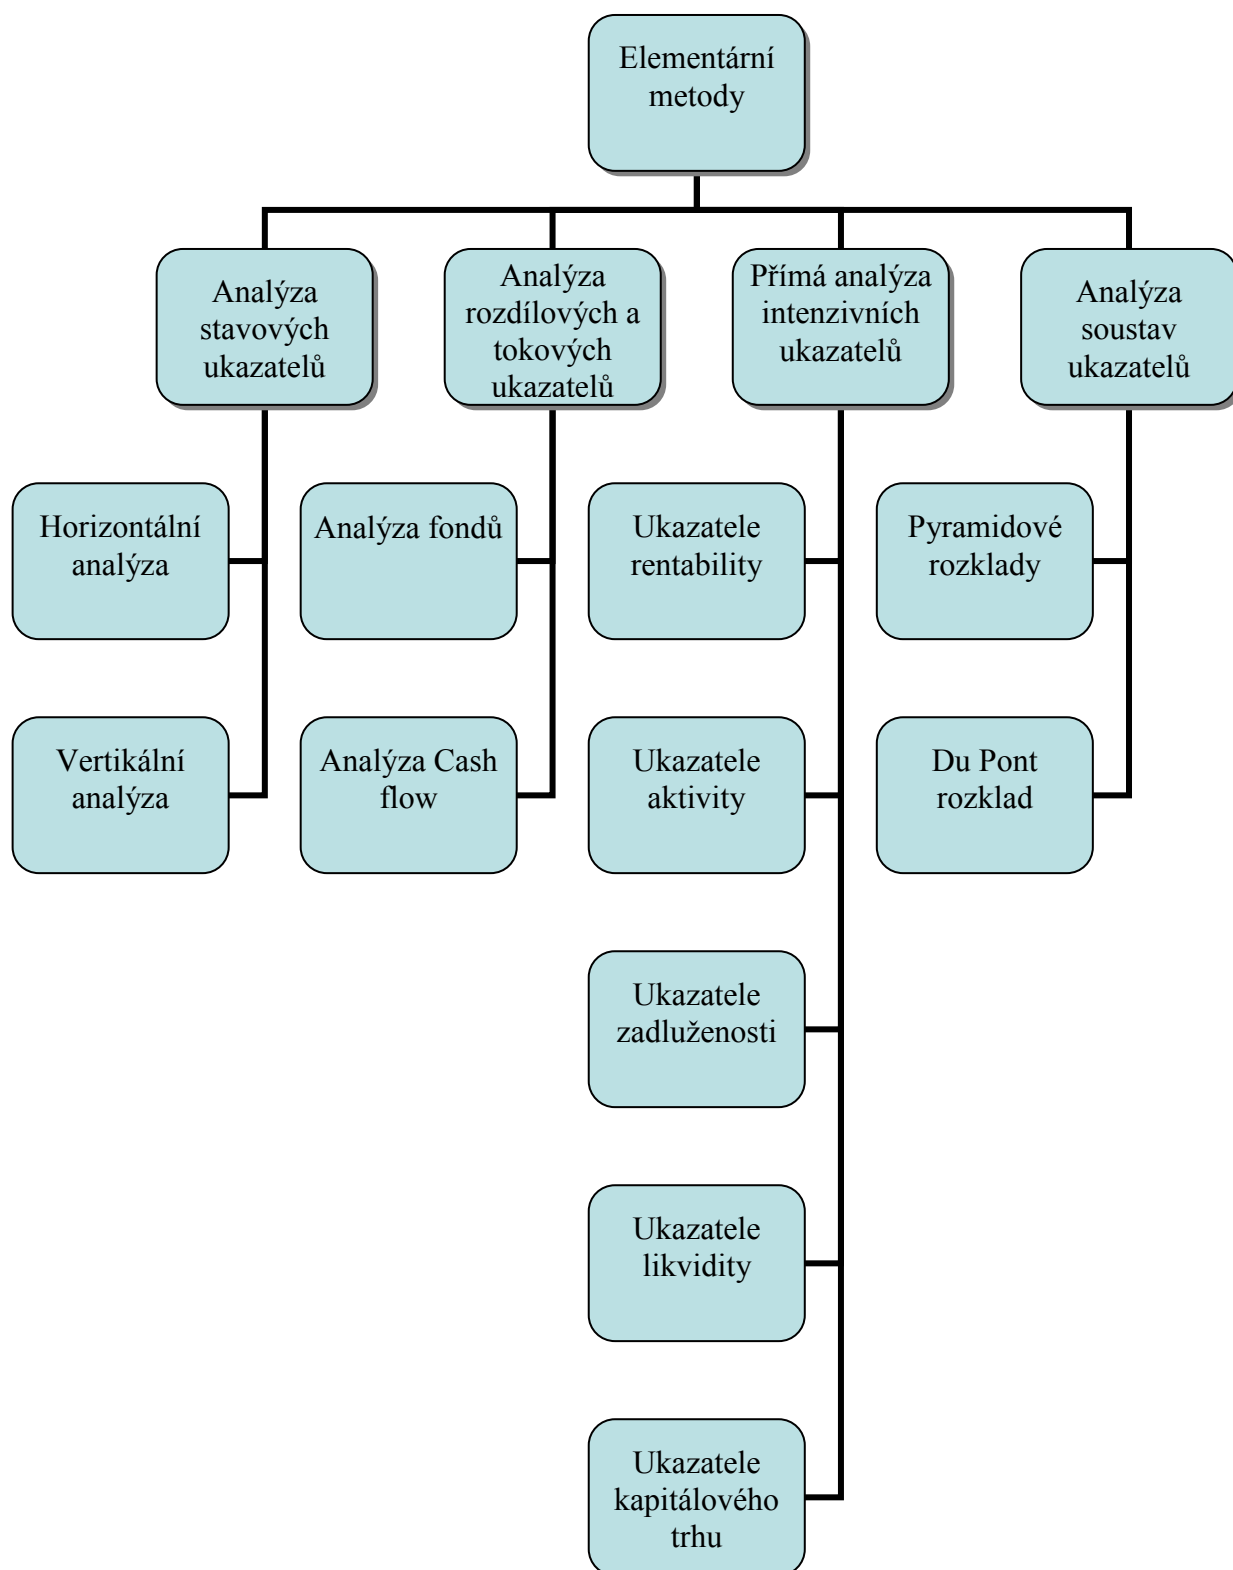 Elementární
metody
Analýza
stavových
ukazatelů
Analýza
rozdílových a
tokových
ukazatelů
Přímá analýza
intenzivních
ukazatelů
Analýza
soustav
ukazatelů
Horizontální
analýza
Analýza fondů
Ukazatele
rentability
Pyramidové
rozklady
Vertikální
analýza
Analýza Cash
flow
Ukazatele
aktivity
Du Pont
rozklad
Ukazatele
zadluženosti
Ukazatele
likvidity
Ukazatele
kapitálového
trhu